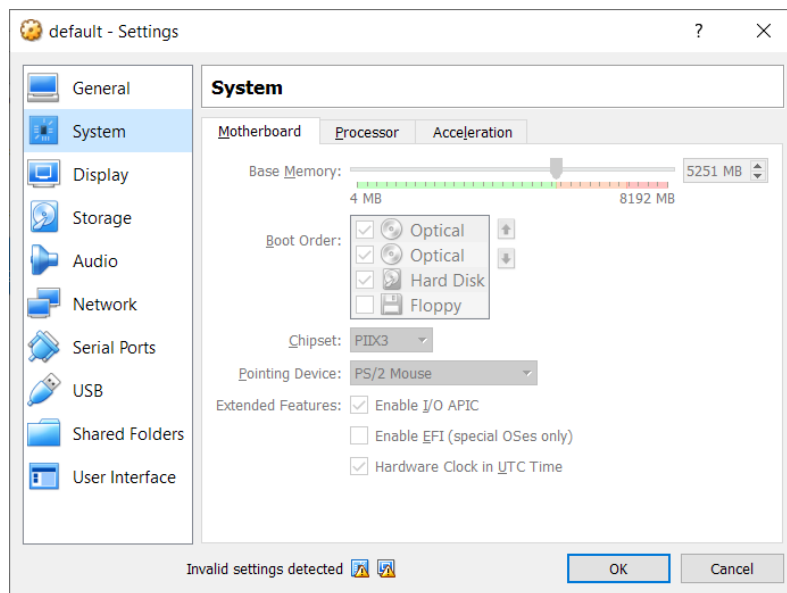 default - Settings
?
General
System
Display
Storage
Audio
Network
Serial Ports
USB
Shared Folders
User Interface
System
Motherboard Processor Acceleration
Base Memory: 5251 MB
4 MB 8192 MB
Boot Order:
Optical
Optical
Hard Disk
Floppy
Chipset: PIIX3
Pointing Device: PS/2 Mouse
Extended Features: Enable I/O APIC
Enable EFI (special OSes only)
Hardware Clock in UTC Time
Invalid settings detected
OK Cancel